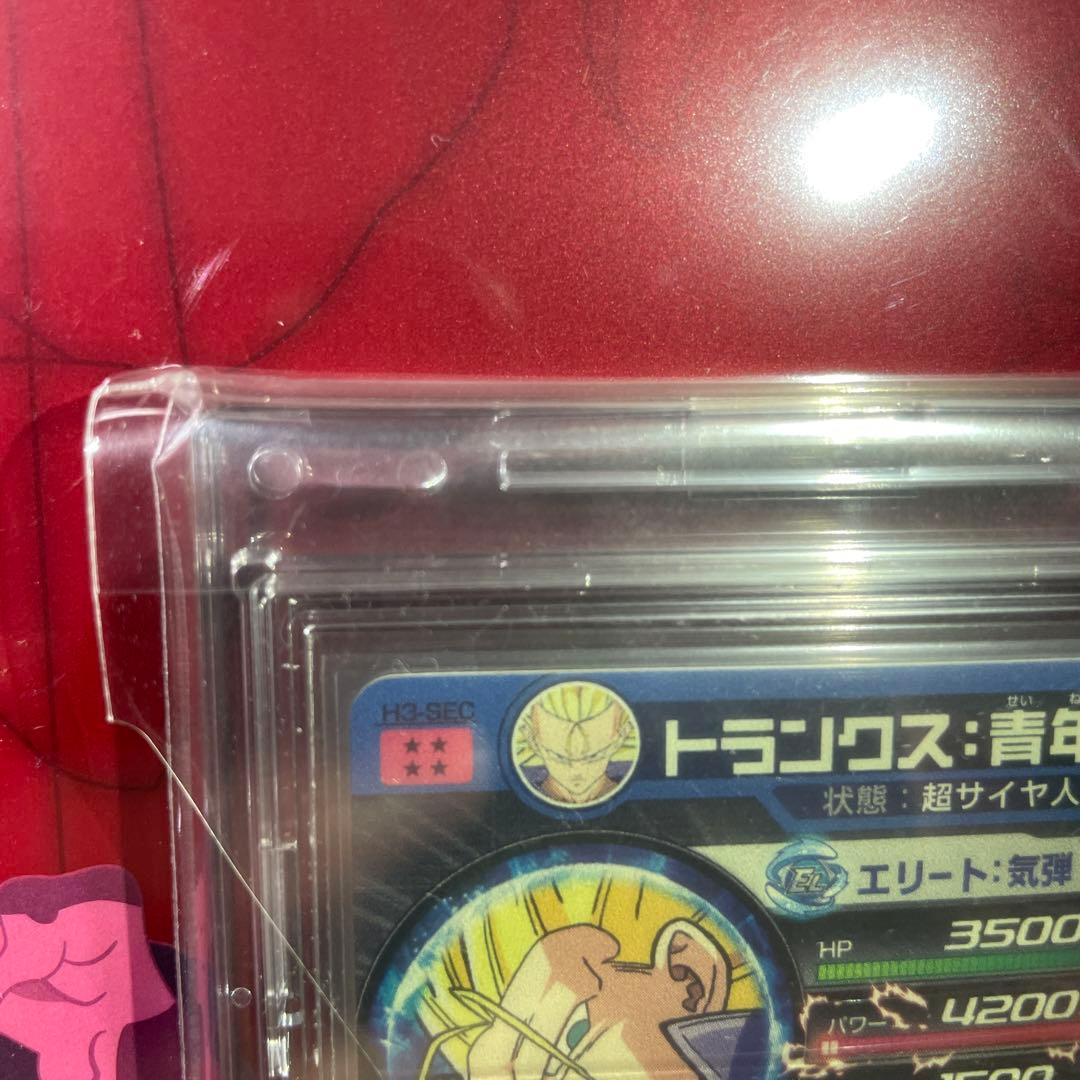 H3-SEC
せい
トランクス:青年
状態:超サイヤ人
EL
エリート:気弾
HP 3500
パワー 4200